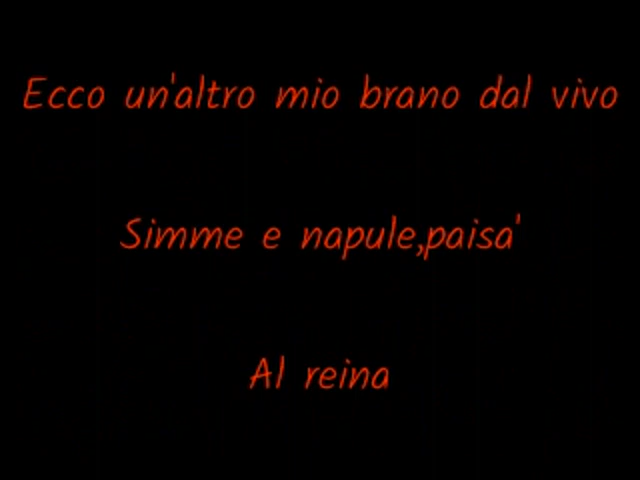 Ecco un'altro mio brano dal vivo
Simme e napule,paisa'
Al reina